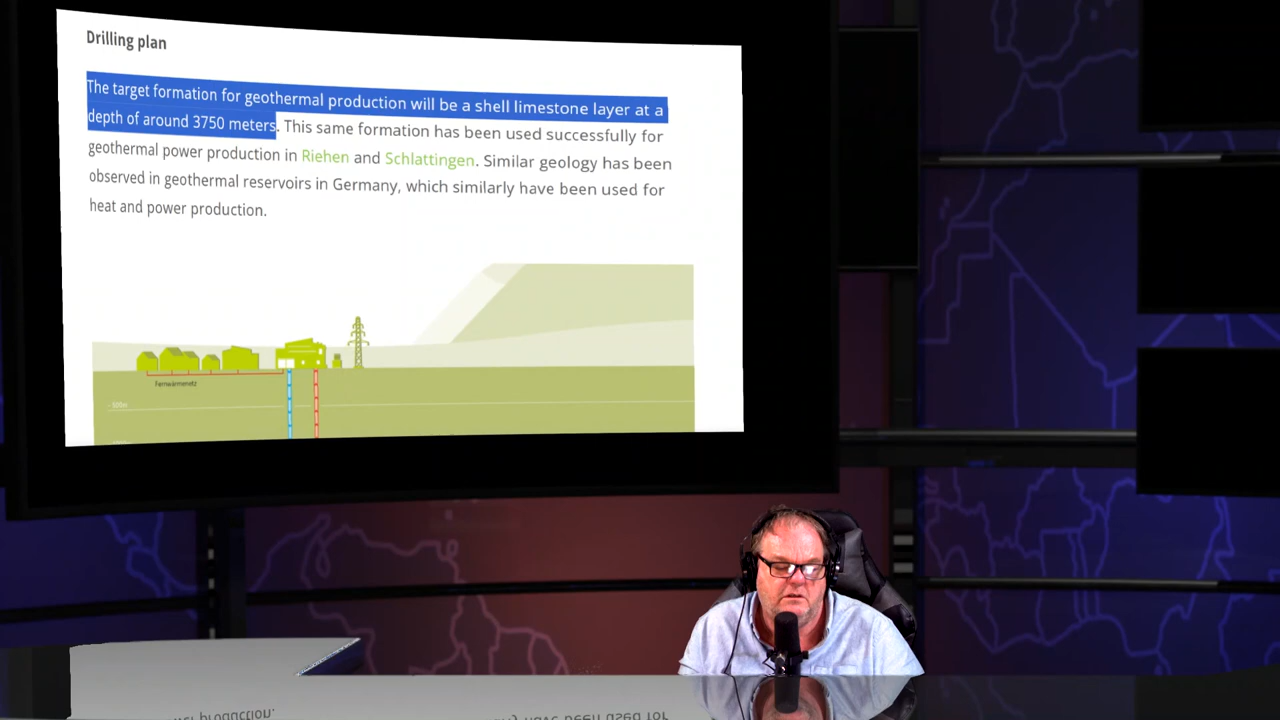 Drilling plan
The target formation for geothermal production will be a shell limestone layer at a
depth of around 3750 meters. This same formation has been used successfully for
geothermal power production in Riehen and Schlattingen. Similar geology has been
observed in geothermal reservoirs in Germany, which similarly have been used for
heat and power production.
Fernwärmenetz
- 500m